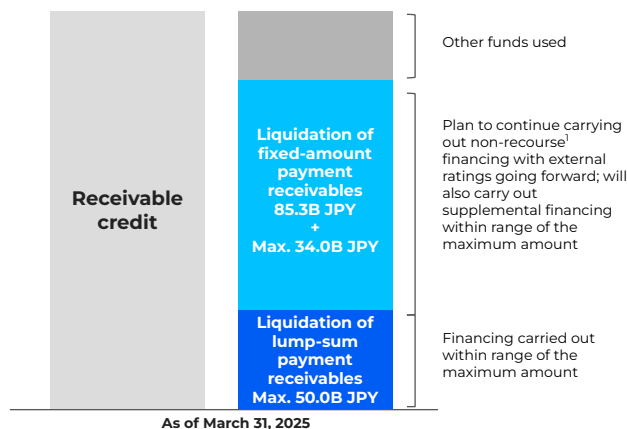 Receivable
credit
Liquidation of
fixed-amount
payment
receivables
85.3B JPY
+
Max. 34.0B JPY
Liquidation of
lump-sum
payment
receivables
Max. 50.0B JPY
Other funds used
Plan to continue carrying
out non-recourse¹
financing with external
ratings going forward; will
also carry out
supplemental financing
within range of the
maximum amount
Financing carried out
within range of the
maximum amount
As of March 31, 2025